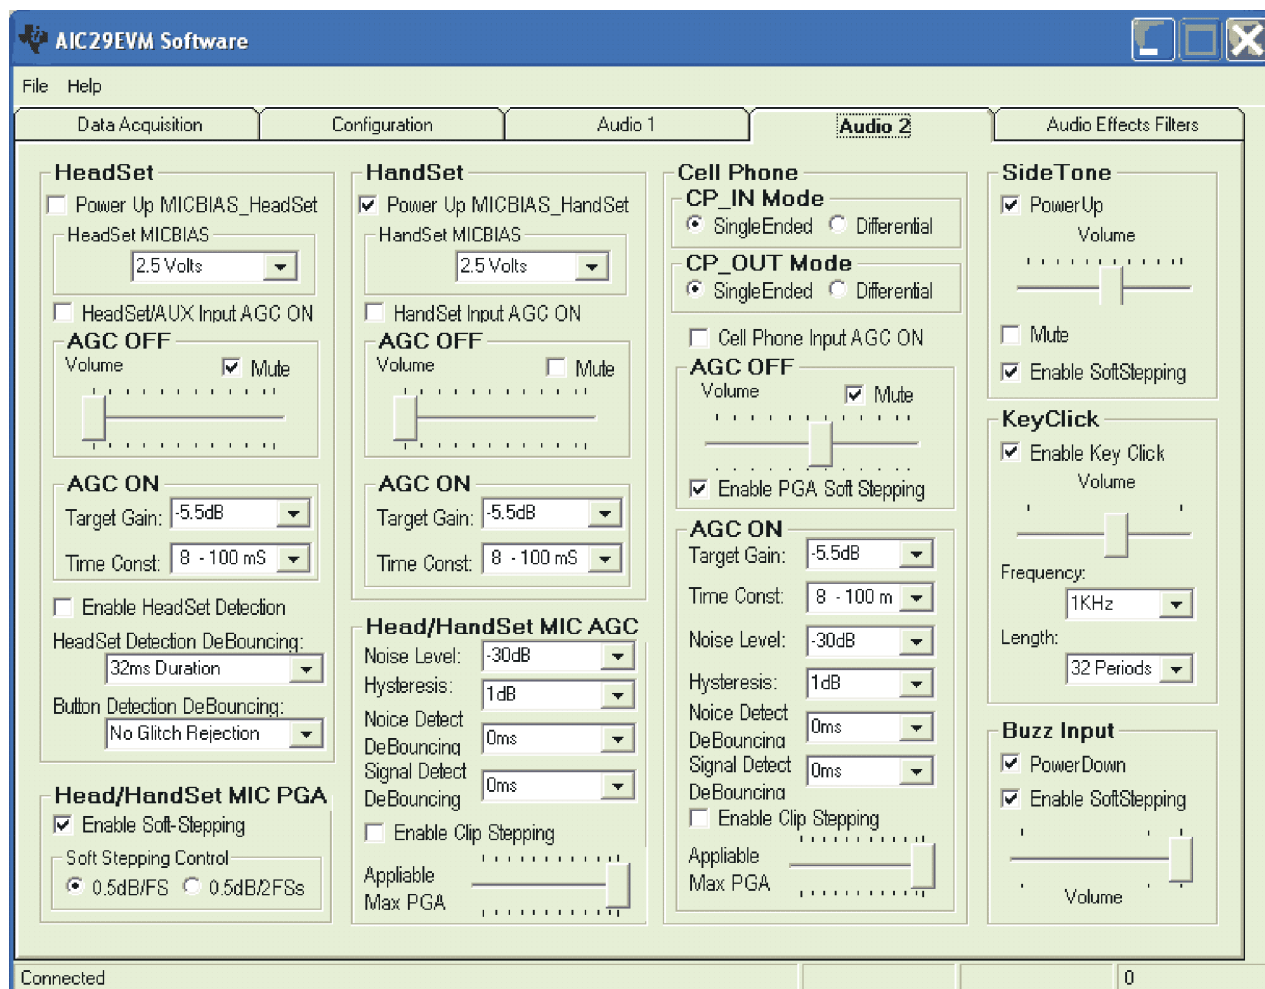 AIC29EVM Software
File Help
Data Acquisition
Configuration
Audio 1
Audio 2
Audio Effects Filters
HeadSet
Power Up MICBIAS_HeadSet
HeadSet MICBIAS
2.5 Volts
HeadSet/AUX Input AGC ON
AGC OFF
Volume
Mute
AGC ON
Target Gain: -5.5dB
Time Const: 8 - 100 mS
Enable HeadSet Detection
HeadSet Detection DeBouncing:
32ms Duration
Button Detection DeBouncing:
No Glitch Rejection
Head/HandSet MIC PGA
Enable Soft-Stepping
Soft Stepping Control
0.5dB/FS 0.5dB/2FSs
HandSet
Power Up MICBIAS_HandSet
HandSet MICBIAS
2.5 Volts
HandSet Input AGC ON
AGC OFF
Volume
Mute
AGC ON
Target Gain: -5.5dB
Time Const: 8 - 100 mS
Head/HandSet MIC AGC
Noise Level: -30dB
Hysteresis: 1dB
Noice Detect
DeBouncing 0ms
Signal Detect
DeBouncing 0ms
Enable Clip Stepping
Appliable
Max PGA
Cell Phone
CP_IN Mode
SingleEnded Differential
CP_OUT Mode
SingleEnded Differential
Cell Phone Input AGC ON
AGC OFF
Volume
Mute
Enable PGA Soft Stepping
AGC ON
Target Gain: -5.5dB
Time Const: 8 - 100 m
Noise Level: -30dB
Hysteresis: 1dB
Noice Detect
DeBouncing 0ms
Signal Detect
DeBouncing 0ms
Enable Clip Stepping
Appliable
Max PGA
SideTone
PowerUp
Volume
Mute
Enable SoftStepping
KeyClick
Enable Key Click
Volume
Frequency:
1KHz
Length:
32 Periods
Buzz Input
PowerDown
Enable SoftStepping
Volume
Connected
0